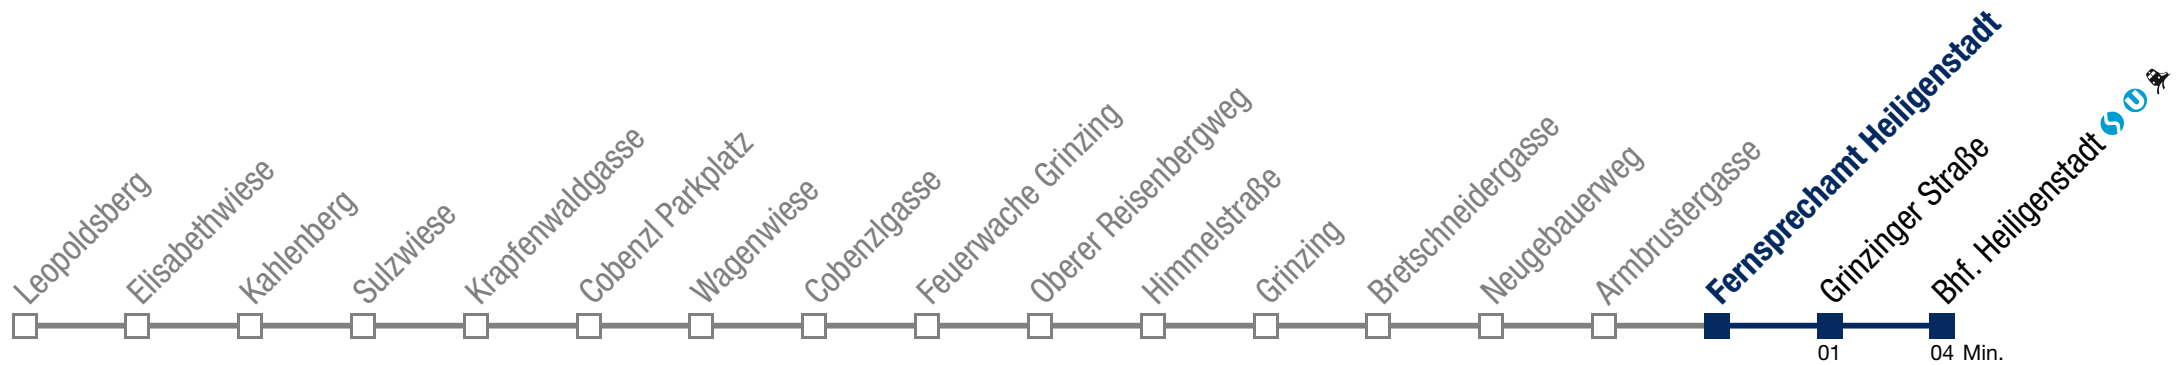 Leopoldsberg
Elisabethwiese
Kahlenberg
Sulzwiese
Krapfenwaldgasse
Cobenzl Parkplatz
Wagenwiese
Cobenzlgasse
Feuerwache Grinzing
Oberer Reisenbergweg
Himmelstraße
Grinzing
Bretschneidergasse
Neugebauerweg
Armbrustergasse
Fernsprechamt Heiligenstadt
Grinzinger Straße
Bhf. Heiligenstadt S U
01
04 Min.